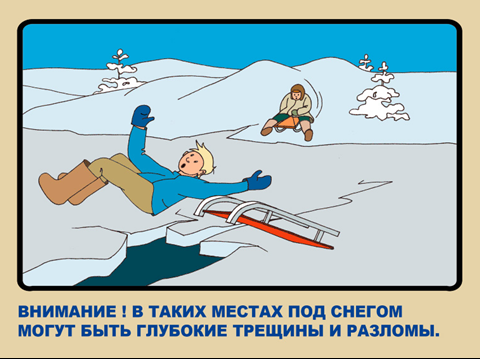 ВНИМАНИЕ ! В ТАКИХ МЕСТАХ ПОД СНЕГОМ
МОГУТ БЫТЬ ГЛУБОКИЕ ТРЕЩИНЫ И РАЗЛОМЫ.